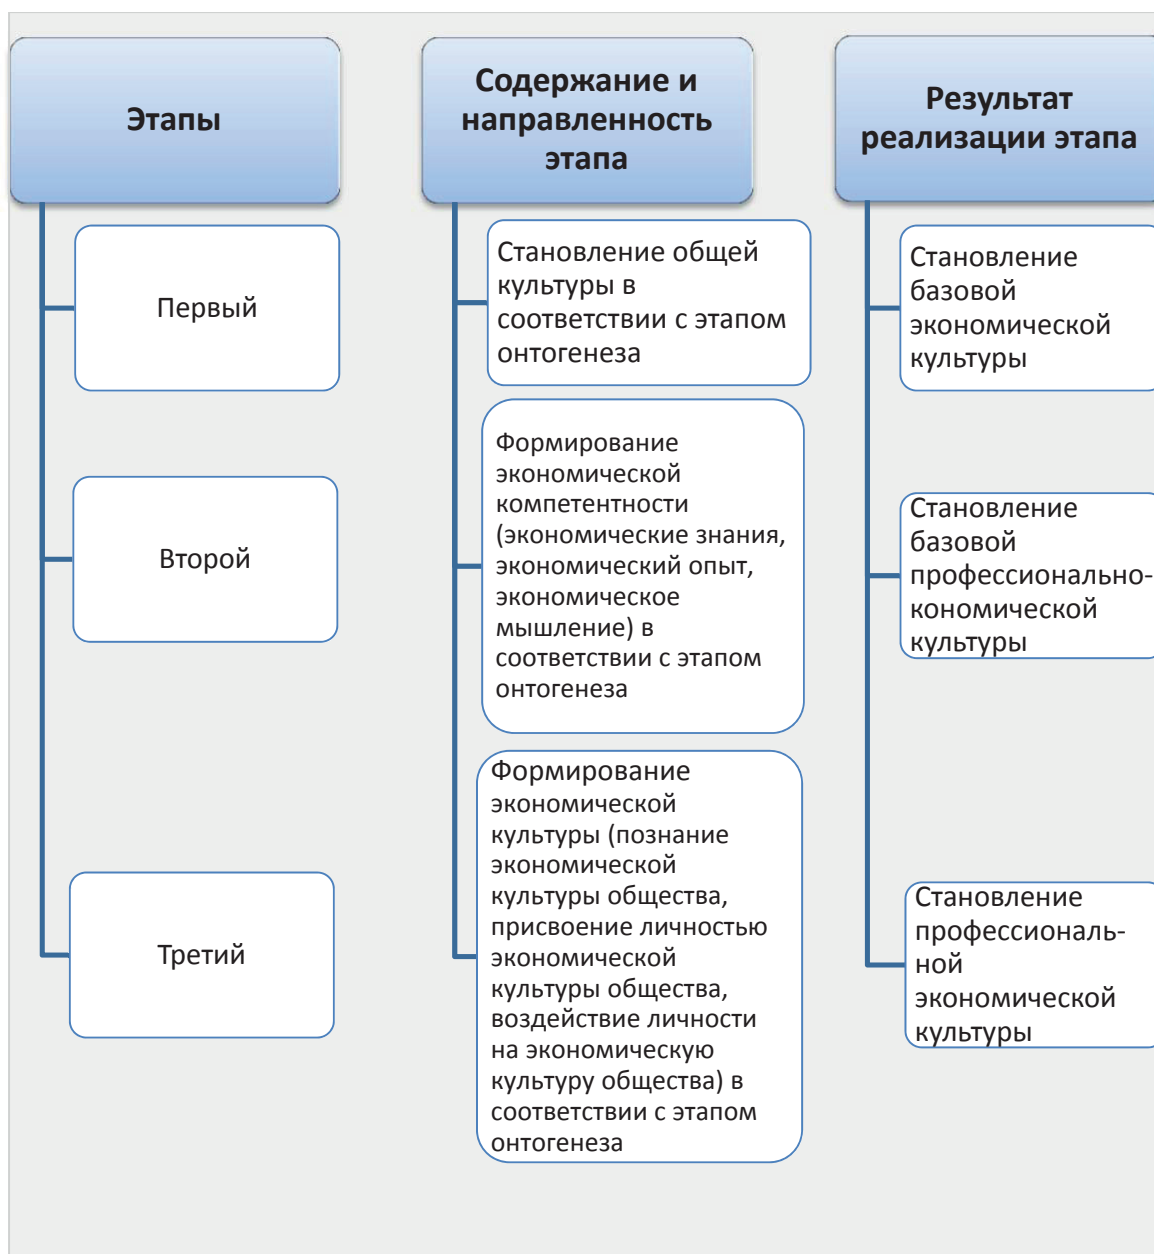 Этапы
Первый
Второй
Третий
Содержание и
направленность
этапа
Становление общей
культуры в
соответствии с этапом
онтогенеза
Формирование
экономической
компетентности
(экономические знания,
экономический опыт,
экономическое
мышление) в
соответствии с этапом
онтогенеза
Формирование
экономической
культуры (познание
экономической
культуры общества,
присвоение личностью
экономической
культуры общества,
воздействие личности
на экономическую
культуру общества) в
соответствии с этапом
онтогенеза
Результат
реализации этапа
Становление
базовой
экономической
культуры
Становление
базовой
профессионально-
кономической
культуры
Становление
профессиональ-
ной
экономической
культуры